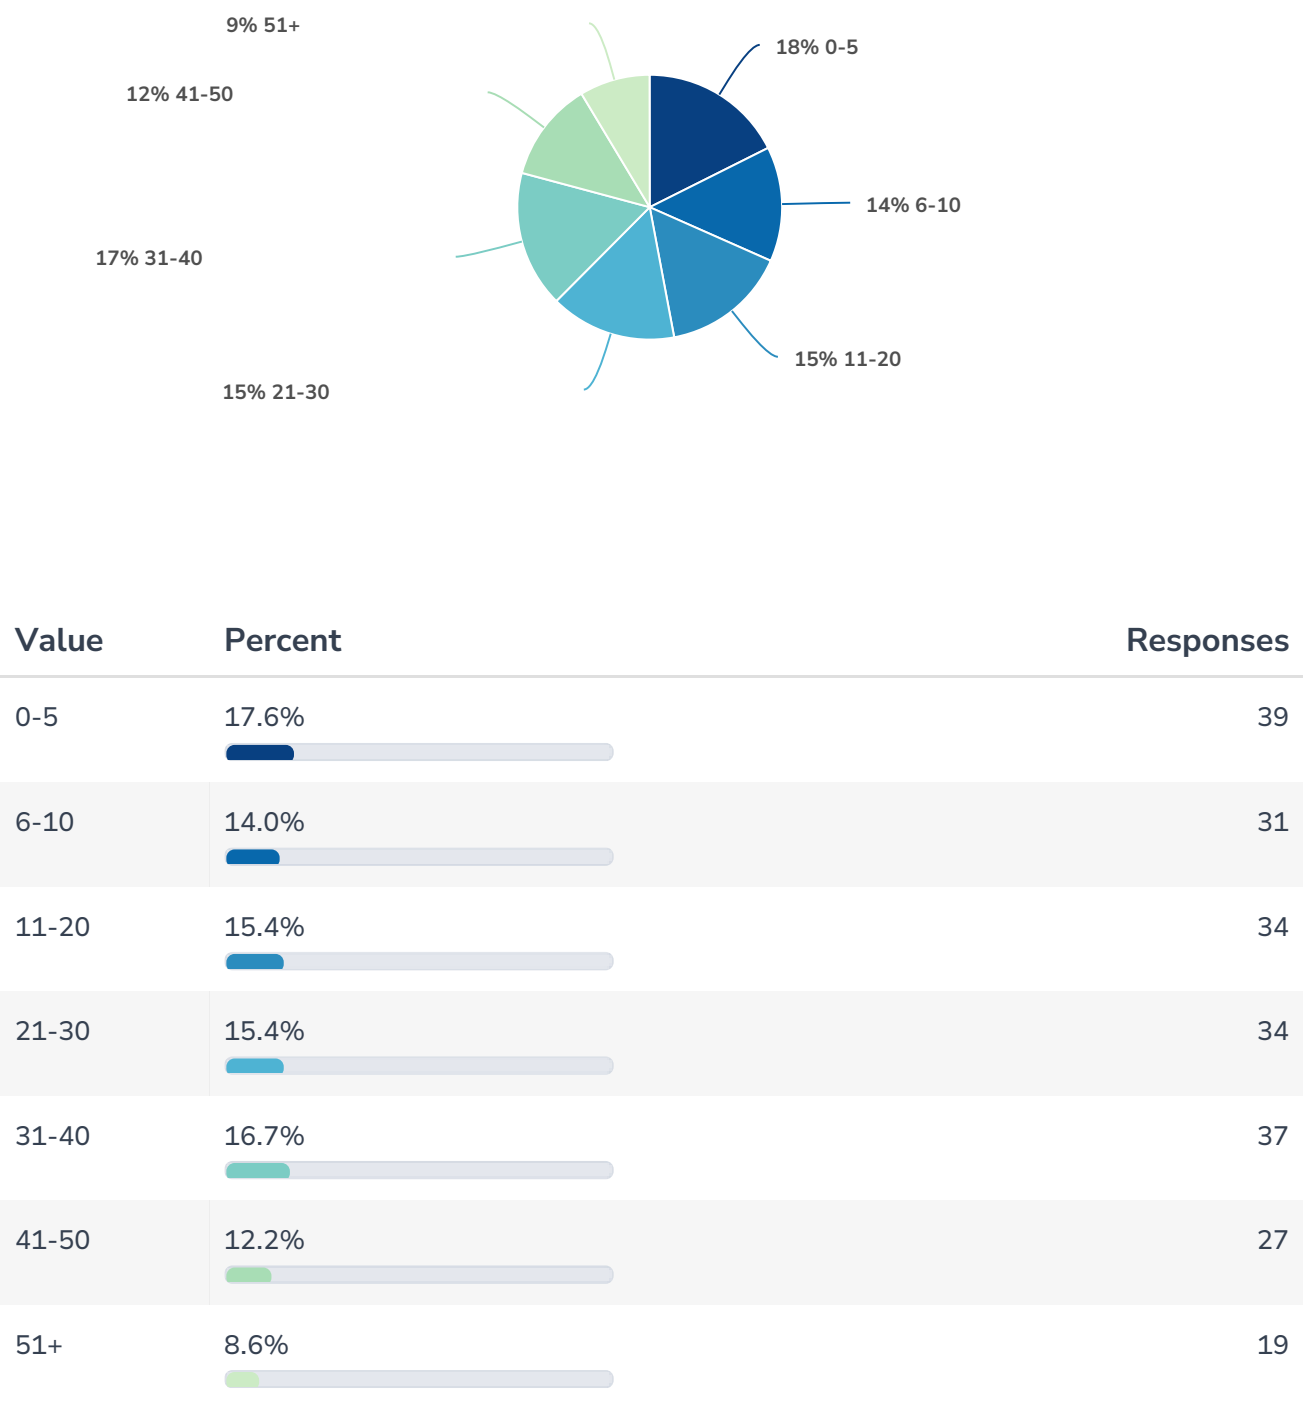 9% 51+
18% 0-5
12% 41-50
14% 6-10
17% 31-40
15% 11-20
15% 21-30
Value Percent Responses
0-5 17.6% 39
6-10 14.0% 31
11-20 15.4% 34
21-30 15.4% 34
31-40 16.7% 37
41-50 12.2% 27
51+ 8.6% 19